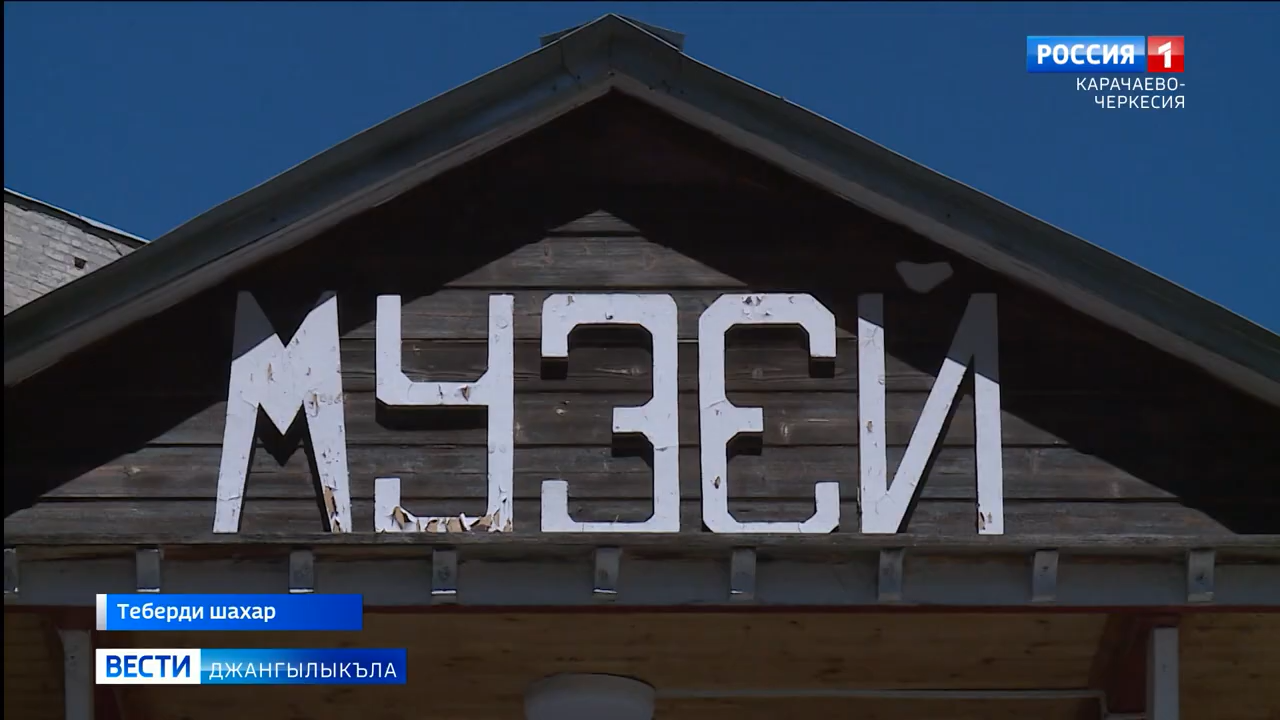 РОССИЯ 1
КАРАЧАЕВО-
ЧЕРКЕСИЯ
МУЗЕЙ
Теберди шахар
ВЕСТИ ДЖАНГЫЛЫКЪЛА